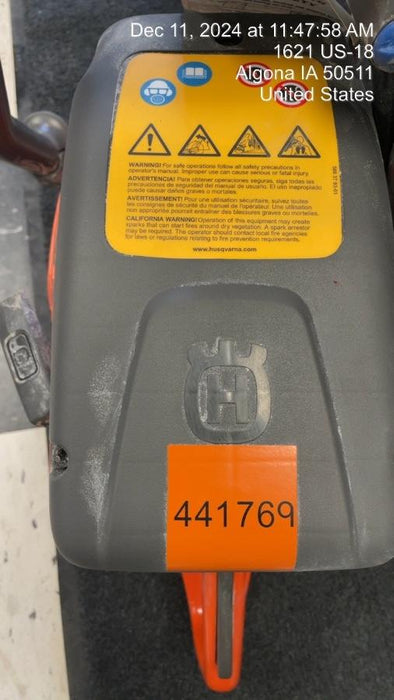 Dec 11, 2024 at 11:47:58 AM
1621 US-18
Algona IA 50511
United States
WARNING! For safe operations follow all safety precautions in
operator's manual. Improper use can cause serious or fatal injury.
ADVERTENCIA! Para obtener operaciones seguras, siga todas las
precauciones de seguridad del manual de usuario. El uso inapropiado
puede causar daños graves o mortales.
AVERTISSEMENT! Pour une utilisation sécuritaire, suivez toutes
les consignes de sécurité du manuel de l'opérateur. Une utilisation
non appropriée pourrait entraîner des blessures graves ou mortelles.
CALIFORNIA WARNING! Operation of this equipment may create
sparks that can start fires around dry vegetation. A spark arrestor
may be required. The operator should contact local fire agencies
for laws or regulations relating to fire prevention requirements.
www.husqvarna.com
H
441769